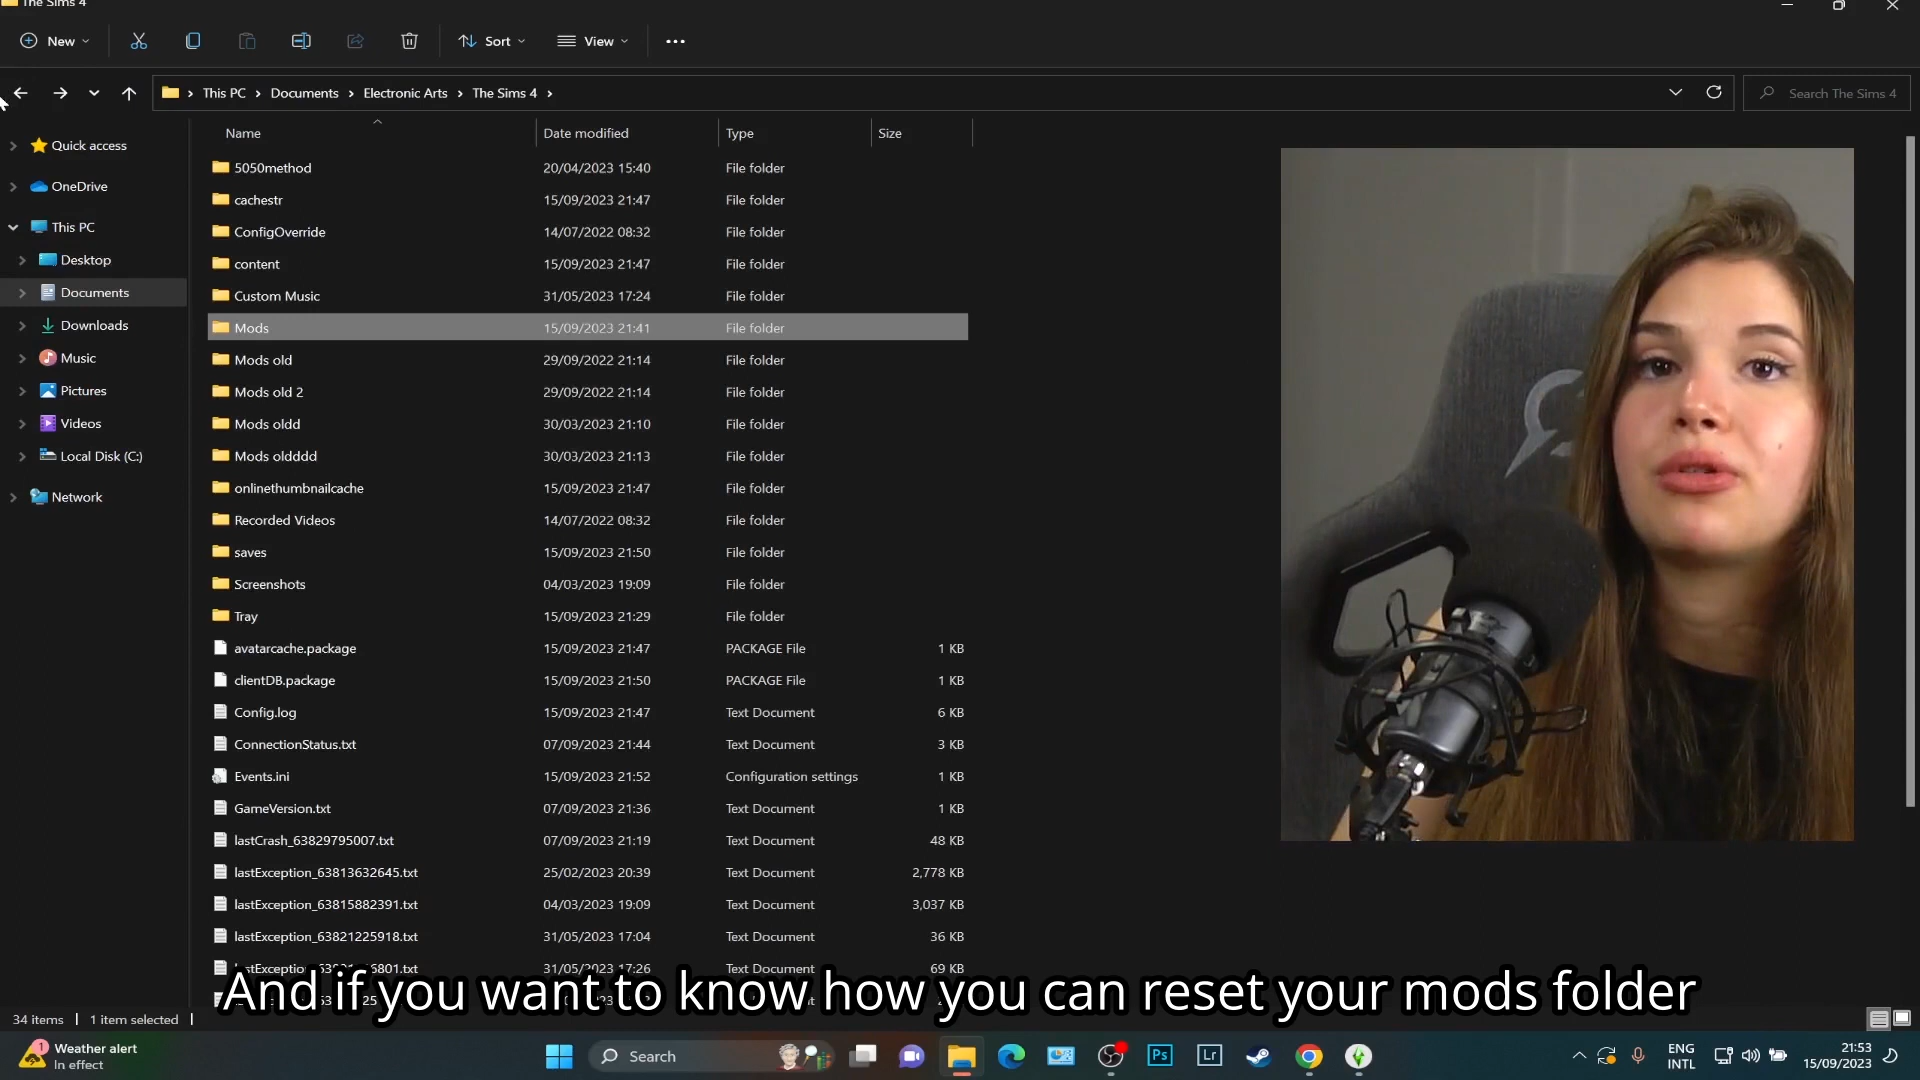 The Sims 4
New
Sort
View
This PC > Documents > Electronic Arts > The Sims 4 >
Search The Sims 4
Quick access
OneDrive
This PC
Desktop
Documents
Downloads
Music
Pictures
Videos
Local Disk (C:)
Network
Name Date modified Type Size
5050method 20/04/2023 15:40 File folder
cachestr 15/09/2023 21:47 File folder
ConfigOverride 14/07/2022 08:32 File folder
content 15/09/2023 21:47 File folder
Custom Music 31/05/2023 17:24 File folder
Mods 15/09/2023 21:41 File folder
Mods old 29/09/2022 21:14 File folder
Mods old 2 29/09/2022 21:14 File folder
Mods oldd 30/03/2023 21:10 File folder
Mods oldddd 30/03/2023 21:13 File folder
onlinethumbnailcache 15/09/2023 21:47 File folder
Recorded Videos 14/07/2022 08:32 File folder
saves 15/09/2023 21:50 File folder
Screenshots 04/03/2023 19:09 File folder
Tray 15/09/2023 21:29 File folder
avatarcache.package 15/09/2023 21:47 PACKAGE File 1 KB
clientDB.package 15/09/2023 21:50 PACKAGE File 1 KB
Config.log 15/09/2023 21:47 Text Document 6 KB
ConnectionStatus.txt 07/09/2023 21:44 Text Document 3 KB
Events.ini 15/09/2023 21:52 Configuration settings 1 KB
GameVersion.txt 07/09/2023 21:36 Text Document 1 KB
lastCrash_63829795007.txt 07/09/2023 21:19 Text Document 48 KB
lastException_63813632645.txt 25/02/2023 20:39 Text Document 2,778 KB
lastException_63815882391.txt 04/03/2023 19:09 Text Document 3,037 KB
lastException_63821225918.txt 31/05/2023 17:04 Text Document 36 KB
31/05/2023 17:26 Text Document 69 KB
And if you want to know how you can reset your mods folder
34 items 1 item selected
1
Weather alert
In effect
Search
Ps
Lr
ENG
INTL
21:53
15/09/2023